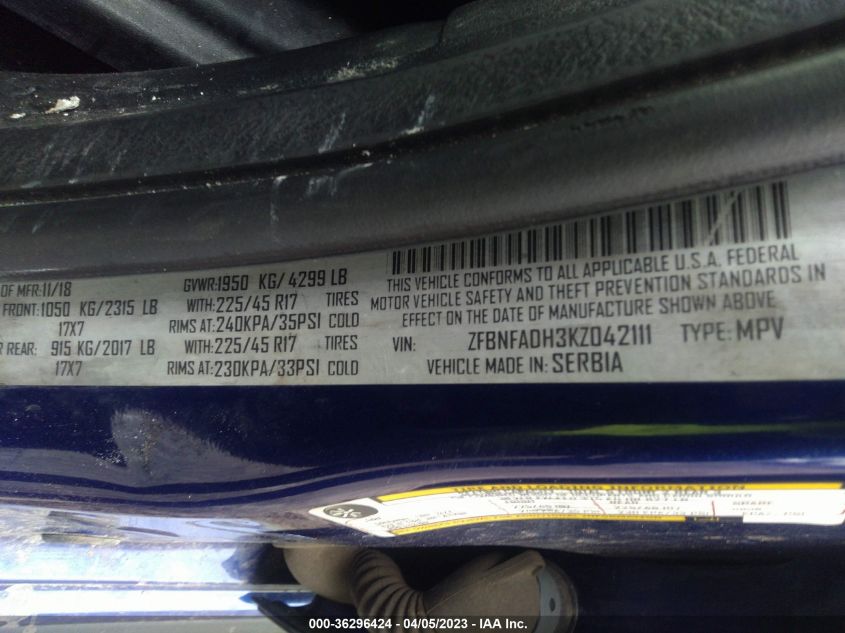 OF MFR:11/18 GVWR:1950 KG/ 4299 LB
FRONT:1050 KG/2315 LB WITH:225/45 R17 TIRES
17X7 RIMS AT:240KPA/35PSI COLD
REAR: 915 KG/2017 LB WITH:225/45 R17 TIRES
17X7 RIMS AT:230KPA/33PSI COLD
THIS VEHICLE CONFORMS TO ALL APPLICABLE U.S.A. FEDERAL
MOTOR VEHICLE SAFETY AND THEFT PREVENTION STANDARDS IN
EFFECT ON THE DATE OF MANUFACTURE SHOWN ABOVE
VIN: ZFBNFADH3KZ042111 TYPE: MPV
VEHICLE MADE IN: SERBIA
TIRE AND LOADING INFORMATION
000-36296424 - 04/05/2023 - IAA Inc.